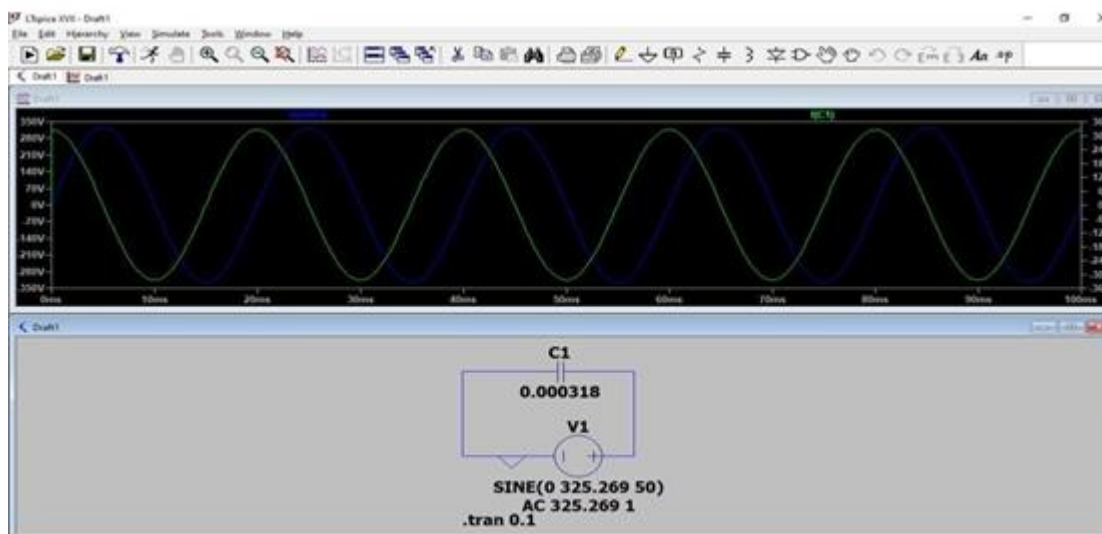 LTspice XVII - Draft1
File Edit Hierarchy View Simulate Tools Window Help
Draft1 Draft1
Draft1
I(C1)
350V
280V
210V
140V
70V
0V
-70V
-140V
-210V
-280V
-350V
0ms 10ms 20ms 30ms 40ms 50ms 60ms 70ms 80ms 90ms 100ms
Draft1
C1
0.000318
V1
SINE(0 325.269 50)
AC 325.269 1
.tran 0.1